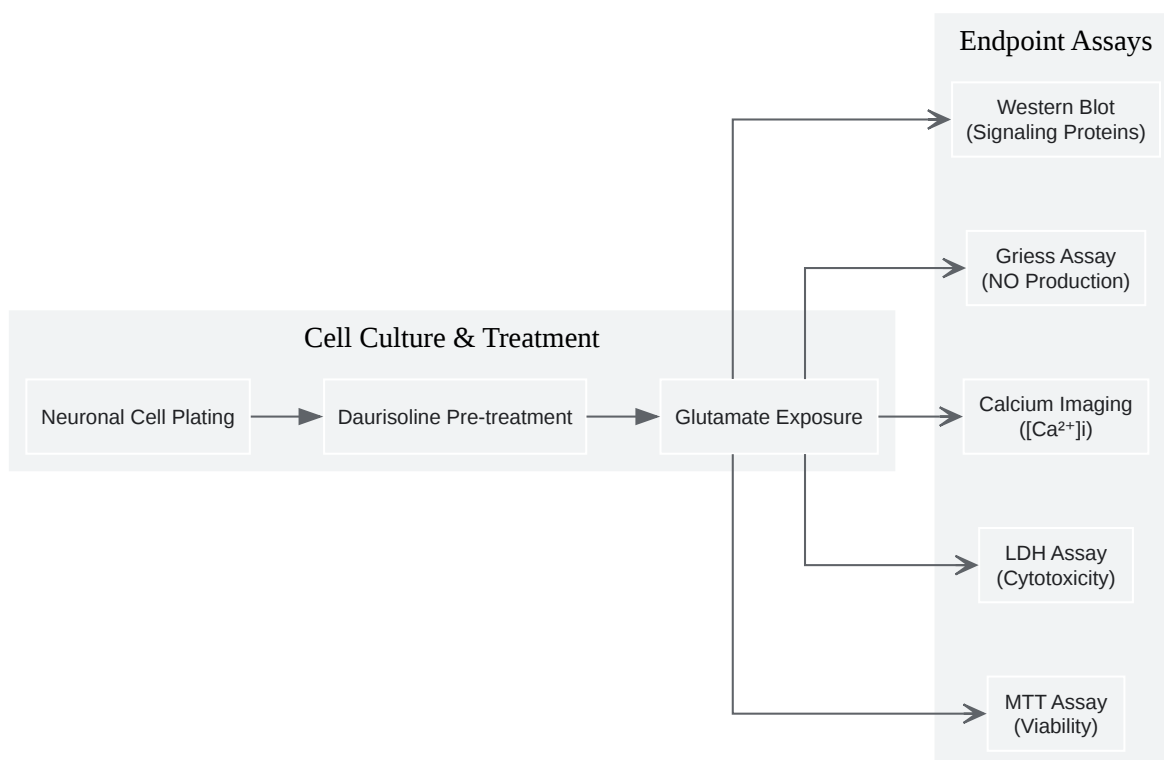 Endpoint Assays
Western Blot
(Signaling Proteins)
Griess Assay
(NO Production)
Cell Culture & Treatment
Neuronal Cell Plating
Daurisoline Pre-treatment
Glutamate Exposure
Calcium Imaging
([Ca²⁺]i)
LDH Assay
(Cytotoxicity)
MTT Assay
(Viability)